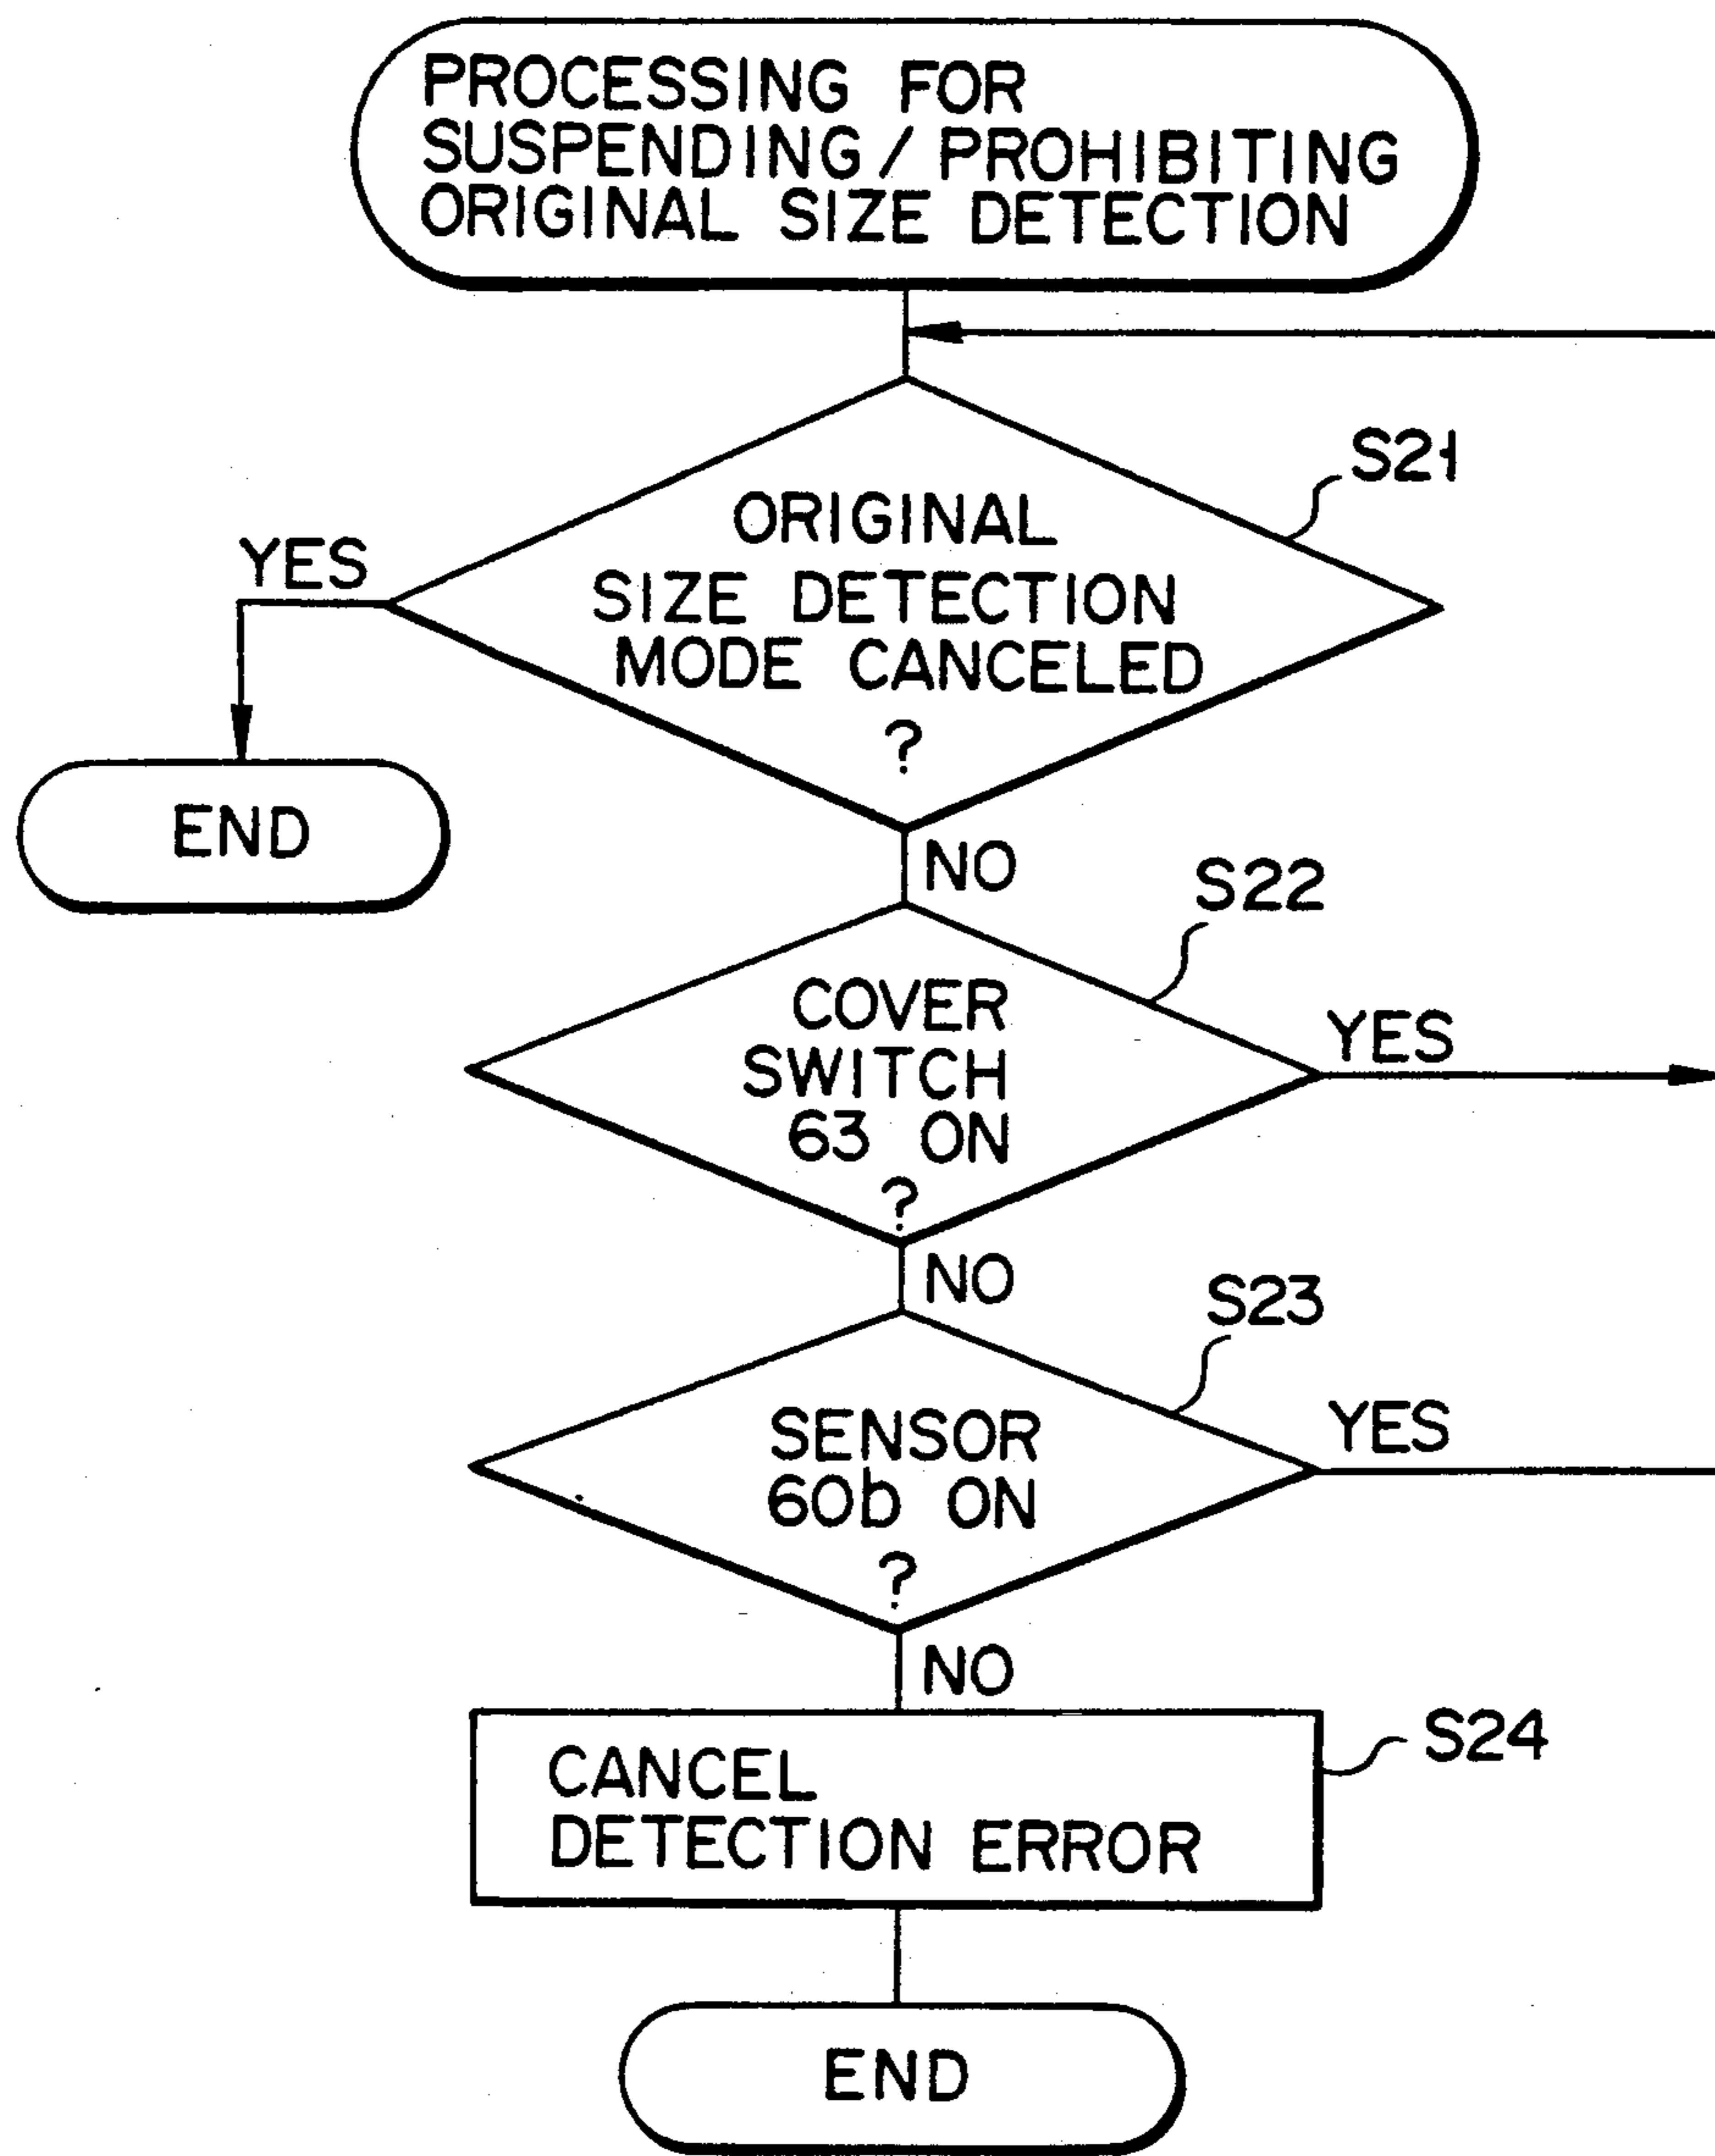 PROCESSING FOR
SUSPENDING/PROHIBITING
ORIGINAL SIZE DETECTION
S21
ORIGINAL
SIZE DETECTION
MODE CANCELED
?
YES
END
NO
S22
COVER
SWITCH
63 ON
?
YES
NO
S23
SENSOR
60b ON
?
YES
NO
S24
CANCEL
DETECTION ERROR
END